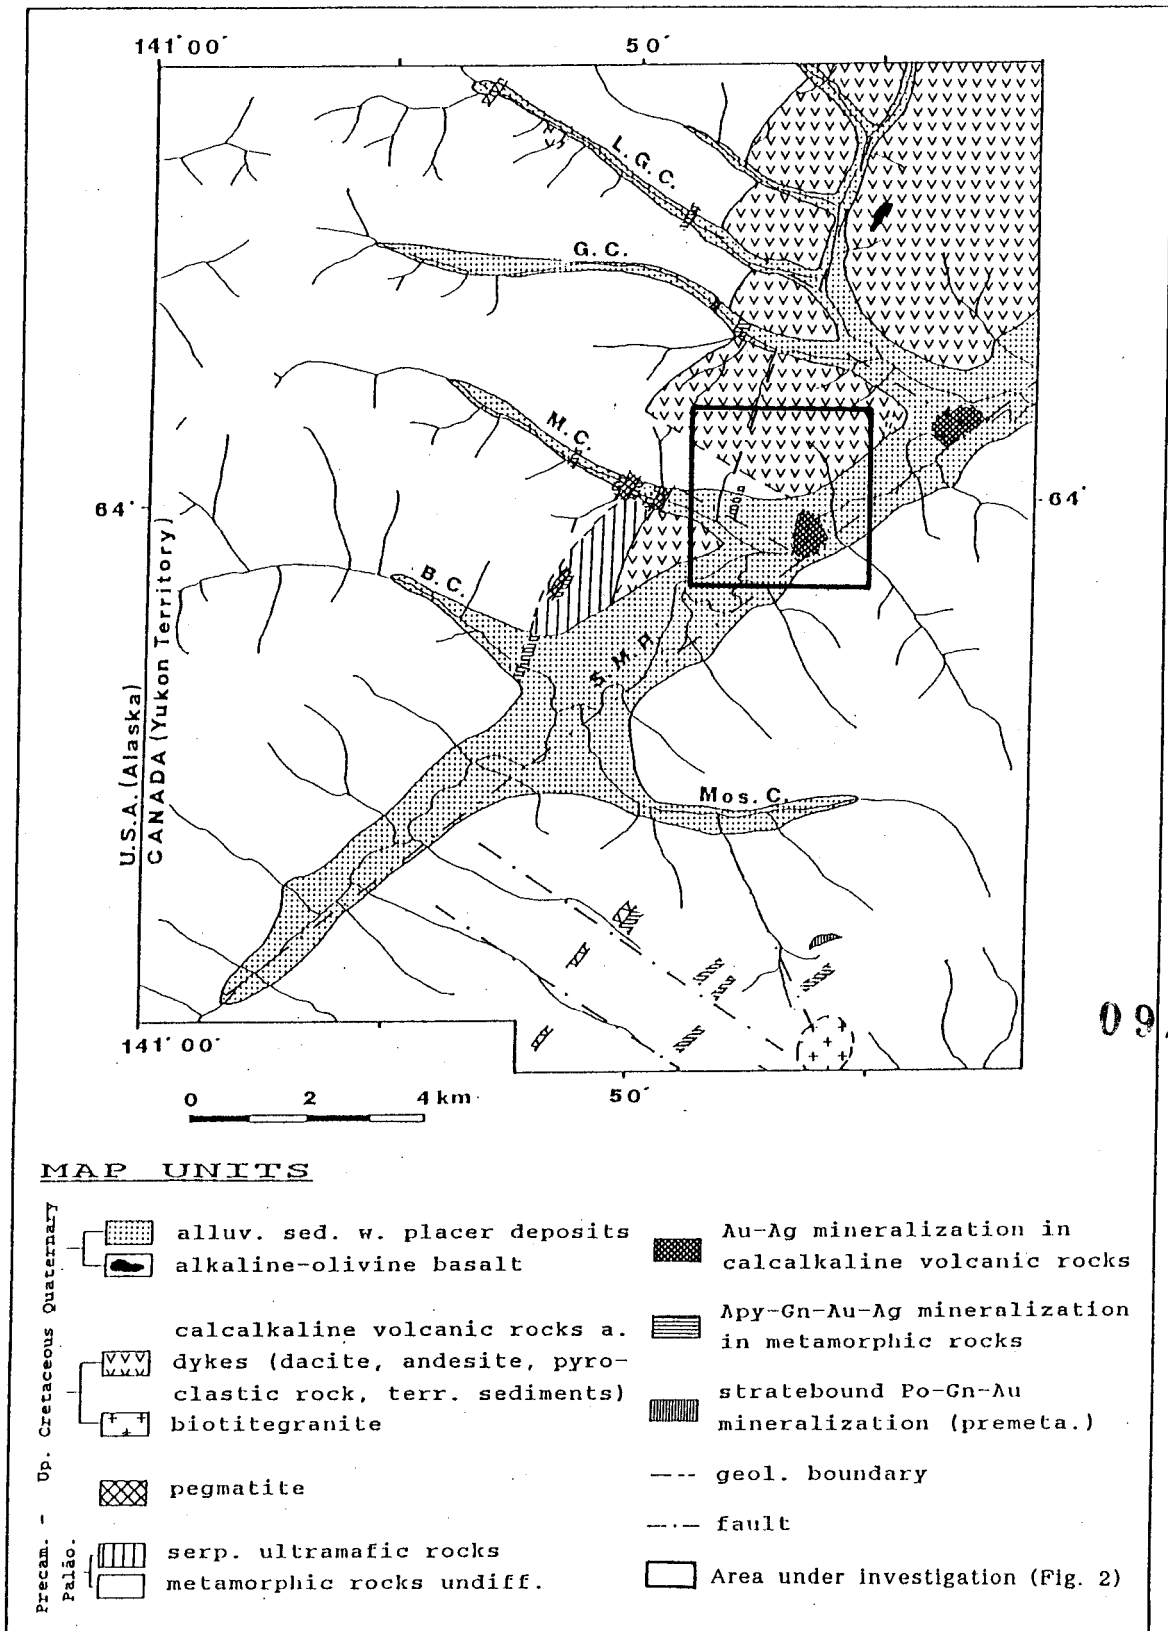 141°00′
50′
L. G. C.
G. C.
M. C.
64°
64°
B. C.
S. M. R.
U.S.A. (Alaska)
CANADA (Yukon Territory)
Mos. C.
09
141°00′
50′
0 2 4 km
MAP UNITS
Quaternary
alluv. sed. w. placer deposits
alkaline-olivine basalt
Up. Cretaceous
calcalkaline volcanic rocks a.
dykes (dacite, andesite, pyro-
clastic rock, terr. sediments)
biotitegranite
pegmatite
Precam. -
Paläo.
serp. ultramafic rocks
metamorphic rocks undiff.
Au-Ag mineralization in
calcalkaline volcanic rocks
Apy-Gn-Au-Ag mineralization
in metamorphic rocks
stratebound Po-Gn-Au
mineralization (premeta.)
geol. boundary
fault
Area under investigation (Fig. 2)